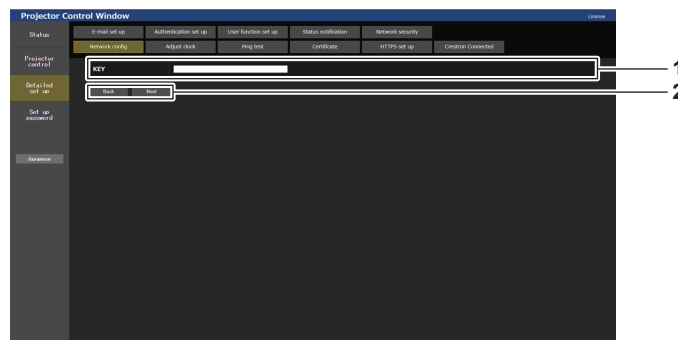 Projector Control Window
License
Status
E-mail set up
Authentication set up
User function set up
Status notification
Network security
Network config
Adjust clock
Ping test
Certificate
HTTPS set up
Crestron Connected
Projector
control
KEY
1
Detailed
set up
Back
Next
2
Set up
password
Japanese